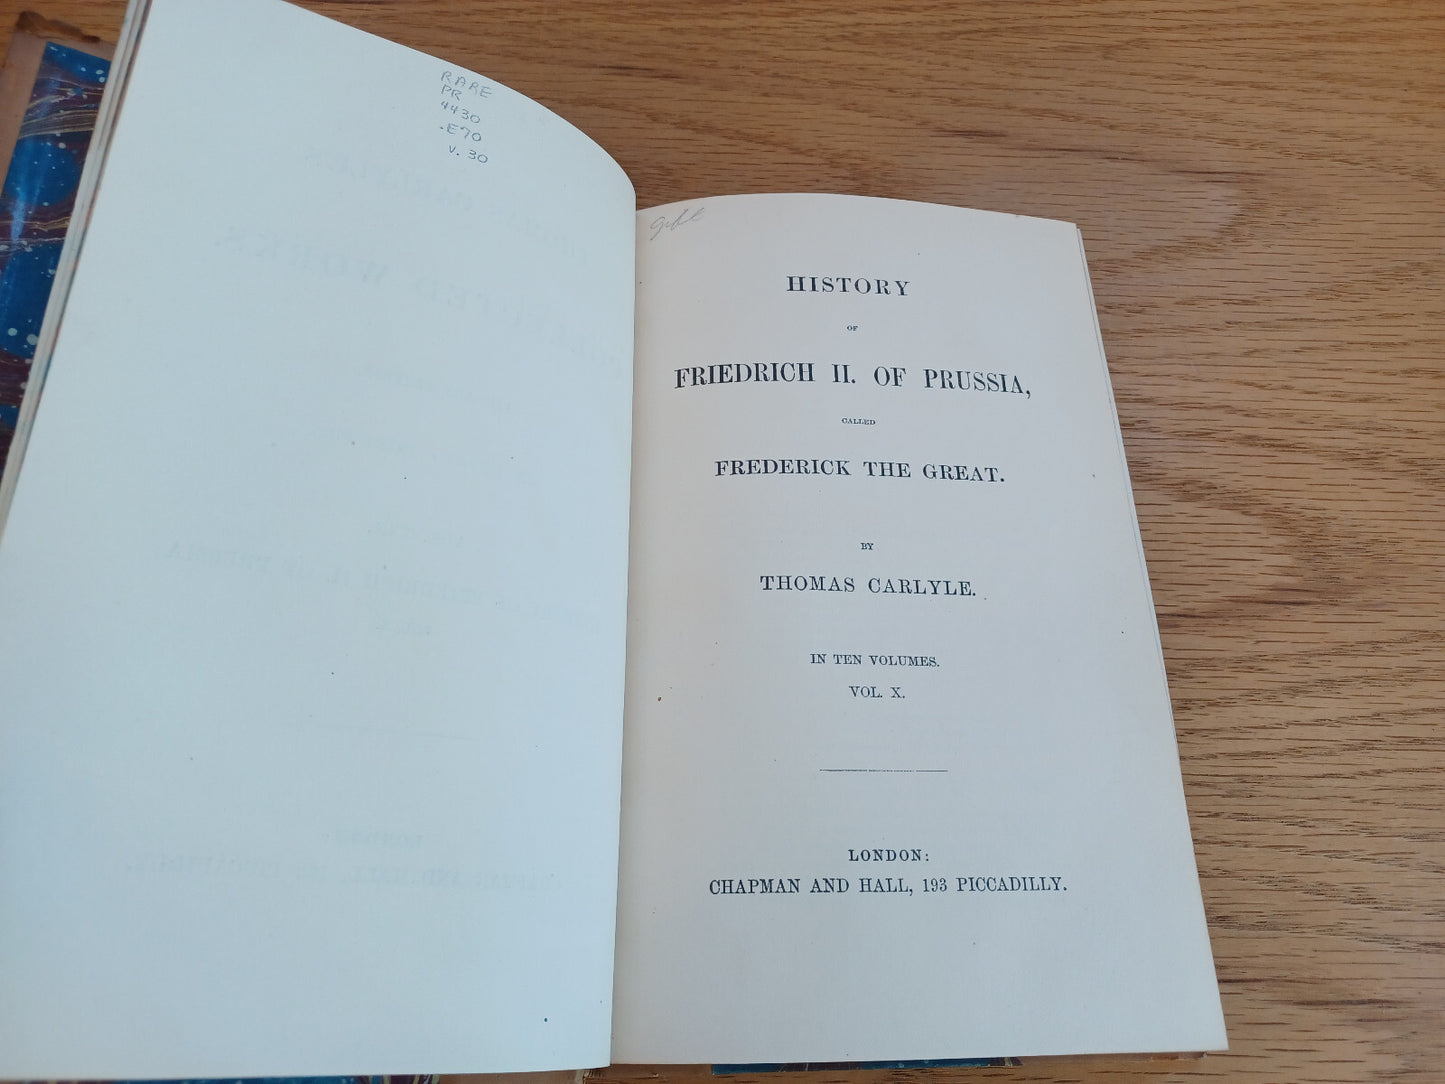 RARE
PR
4430
.E70
v. 30
HISTORY
OF
FRIEDRICH II. OF PRUSSIA,
CALLED
FREDERICK THE GREAT.
BY
THOMAS CARLYLE.
IN TEN VOLUMES.
VOL. X.
LONDON:
CHAPMAN AND HALL, 193 PICCADILLY.